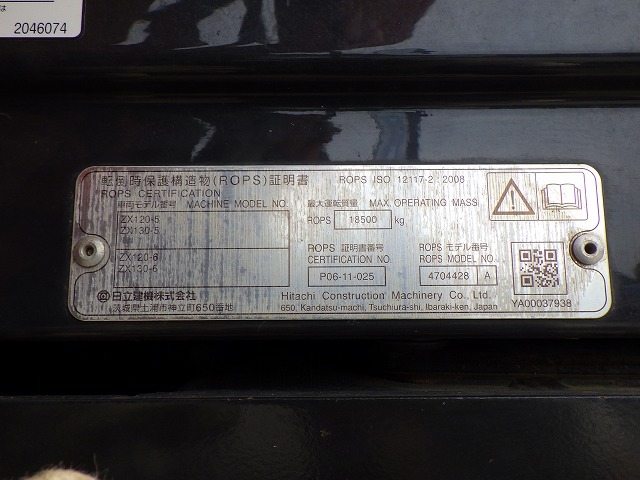 は
2046074
転倒時保護構造物(ROPS)証明書 ROPS ISO 12117-2 : 2008
ROPS CERTIFICATION
車両モデル番号 MACHINE MODEL NO. 最大運転質量 MAX. OPERATING MASS
ZX120-5
ZX130-5
ROPS 18500 kg
ZX120-6
ZX130-6
ROPS 証明書番号 ROPS モデル番号
CERTIFICATION NO. ROPS MODEL NO.
P06-11-025 4704428 A
日立建機株式会社 Hitachi Construction Machinery Co., Ltd.
茨城県土浦市神立町650番地 650, Kandatsu-machi, Tsuchiura-shi, Ibaraki-ken, Japan
YA00037938